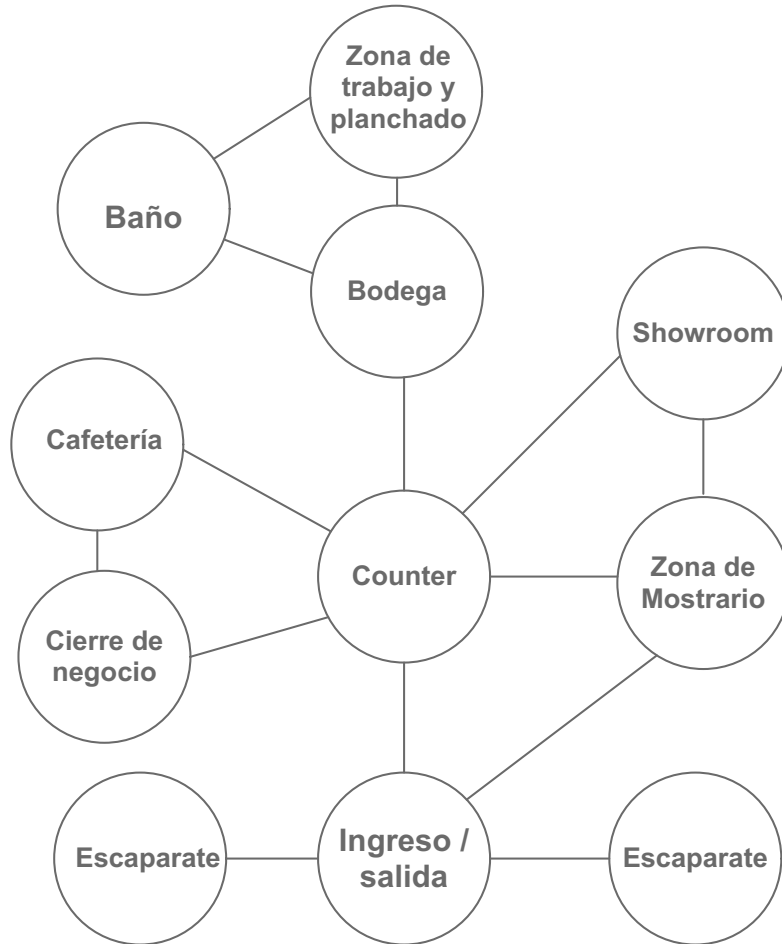 Zona de
trabajo y
planchado
Baño
Bodega
Showroom
Cafetería
Counter
Zona de
Mostrario
Cierre de
negocio
Escaparate
Ingreso /
salida
Escaparate